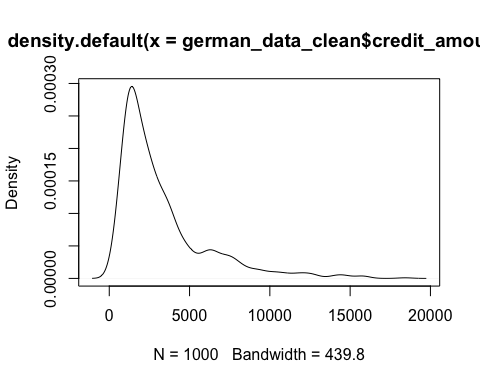 density.default(x = german_data_clean$credit_amou
Density
0.00030
0.00015
0.00000
0 5000 10000 15000 20000
N = 1000 Bandwidth = 439.8